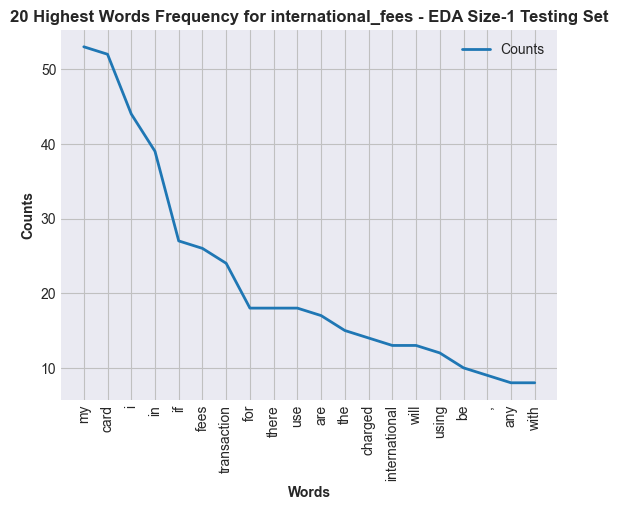 20 Highest Words Frequency for international_fees - EDA Size-1 Testing Set
Counts
50
40
30
20
10
Counts
my
card
i
in
if
fees
transaction
for
there
use
are
the
charged
international
will
using
be
,
any
with
Words